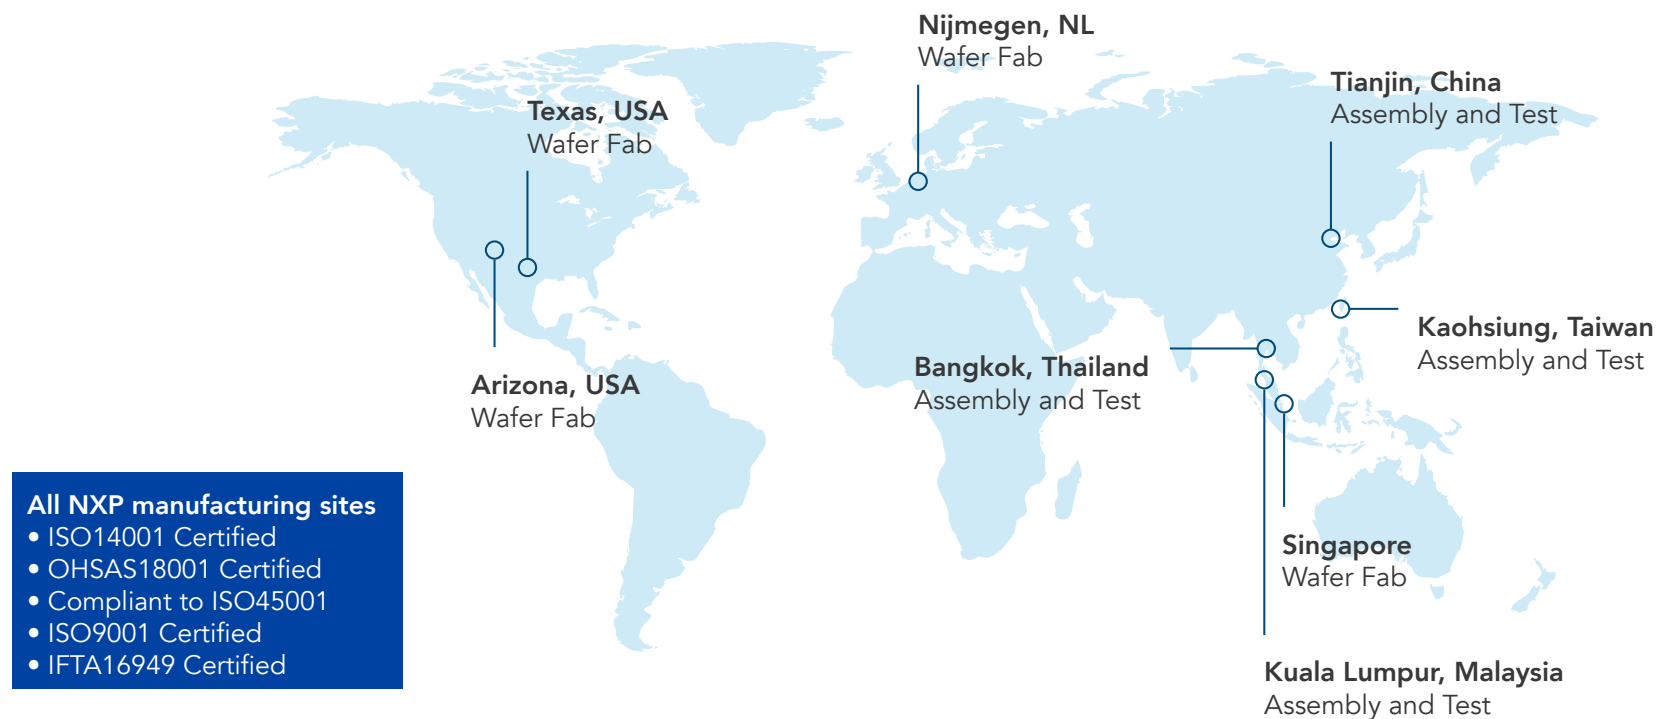 Nijmegen, NL
Wafer Fab
Texas, USA
Wafer Fab
Tianjin, China
Assembly and Test
Kaohsiung, Taiwan
Assembly and Test
Bangkok, Thailand
Assembly and Test
Arizona, USA
Wafer Fab
Singapore
Wafer Fab
Kuala Lumpur, Malaysia
Assembly and Test
All NXP manufacturing sites
• ISO14001 Certified
• OHSAS18001 Certified
• Compliant to ISO45001
• ISO9001 Certified
• IFTA16949 Certified